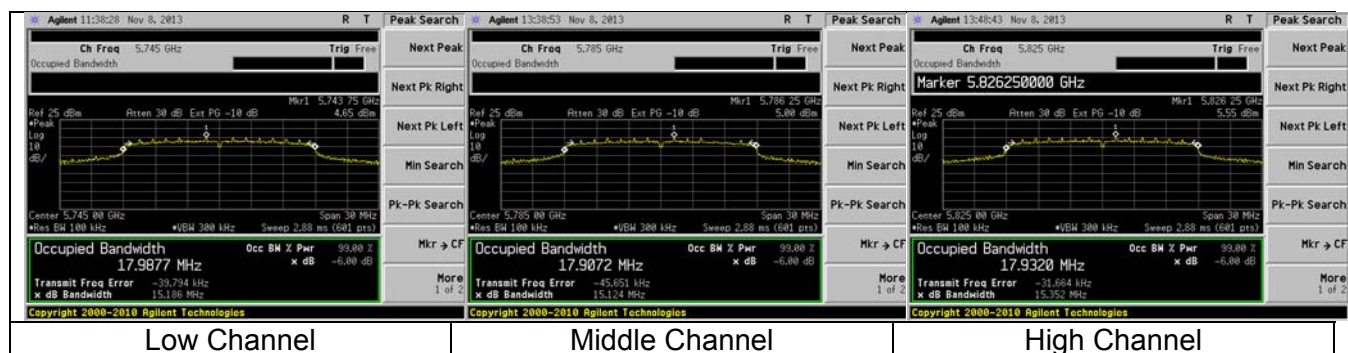 Agilent 11:38:28 Nov 8, 2013 R T
Peak Search
Ch Freq 5.745 GHz Trig Free
Occupied Bandwidth
Next Peak
Next Pk Right
Mkr1 5.743 75 GHz
Ref 25 dBm Atten 30 dB Ext PG -10 dB 4.65 dBm
•Peak
Log
10
dB/
1
Next Pk Left
Min Search
Pk-Pk Search
Center 5.745 00 GHz Span 30 MHz
•Res BW 100 kHz •VBW 300 kHz Sweep 2.88 ms (601 pts)
Occupied Bandwidth Occ BW % Pwr 99.00 %
17.9877 MHz x dB -6.00 dB
Mkr → CF
Transmit Freq Error -39.794 kHz
x dB Bandwidth 15.186 MHz
More
1 of 2
Copyright 2000-2010 Agilent Technologies
Low Channel
Agilent 13:38:53 Nov 8, 2013 R T
Peak Search
Ch Freq 5.785 GHz Trig Free
Occupied Bandwidth
Next Peak
Next Pk Right
Mkr1 5.786 25 GHz
Ref 25 dBm Atten 30 dB Ext PG -10 dB 5.00 dBm
•Peak
Log
10
dB/
1
Next Pk Left
Min Search
Pk-Pk Search
Center 5.785 00 GHz Span 30 MHz
•Res BW 100 kHz •VBW 300 kHz Sweep 2.88 ms (601 pts)
Occupied Bandwidth Occ BW % Pwr 99.00 %
17.9072 MHz x dB -6.00 dB
Mkr → CF
Transmit Freq Error -45.651 kHz
x dB Bandwidth 15.124 MHz
More
1 of 2
Copyright 2000-2010 Agilent Technologies
Middle Channel
Agilent 13:48:43 Nov 8, 2013 R T
Peak Search
Ch Freq 5.825 GHz Trig Free
Occupied Bandwidth
Next Peak
Marker 5.826250000 GHz
Next Pk Right
Mkr1 5.826 25 GHz
Ref 25 dBm Atten 30 dB Ext PG -10 dB 5.55 dBm
•Peak
Log
10
dB/
1
Next Pk Left
Min Search
Pk-Pk Search
Center 5.825 00 GHz Span 30 MHz
•Res BW 100 kHz •VBW 300 kHz Sweep 2.88 ms (601 pts)
Occupied Bandwidth Occ BW % Pwr 99.00 %
17.9320 MHz x dB -6.00 dB
Mkr → CF
Transmit Freq Error -31.664 kHz
x dB Bandwidth 15.352 MHz
More
1 of 2
Copyright 2000-2010 Agilent Technologies
High Channel